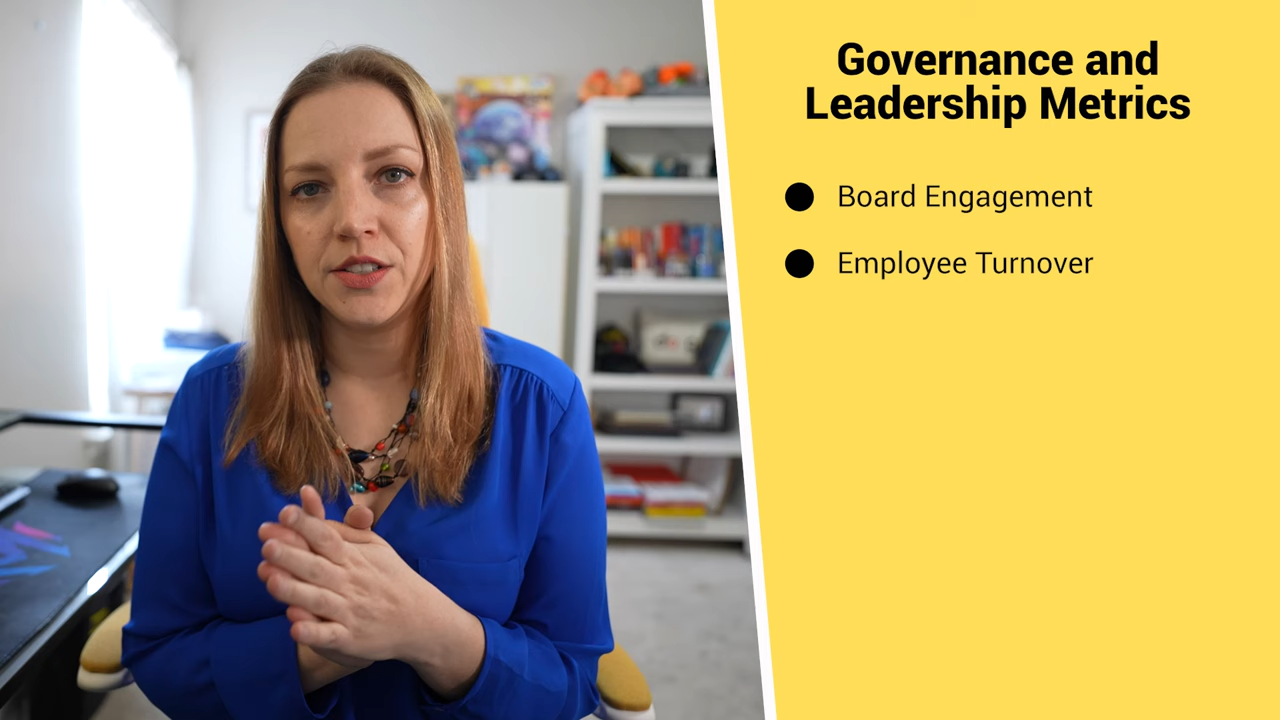 Governance and
Leadership Metrics
Board Engagement
Employee Turnover